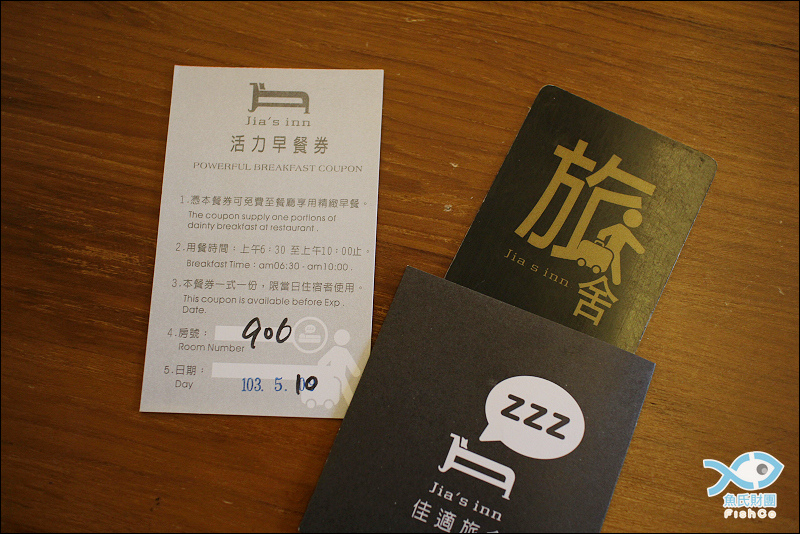 Jia's inn
活力早餐券
POWERFUL BREAKFAST COUPON
1.憑本餐券可免費至餐廳享用精緻早餐。
The coupon supply one portions of
dainty breakfast at restaurant .
2.用餐時間：上午6：30 至上午10：00止。
Breakfast Time : am06:30 - am10:00 .
3.本餐券一式一份，限當日住宿者使用。
This coupon is available before Exp .
Date.
4.房號：
Room Number
906
5.日期：
Day
103. 5. 10
旅
舍
Jia's inn
ZZZ
Jia's inn
佳適旅
魚氏財團
FishCo